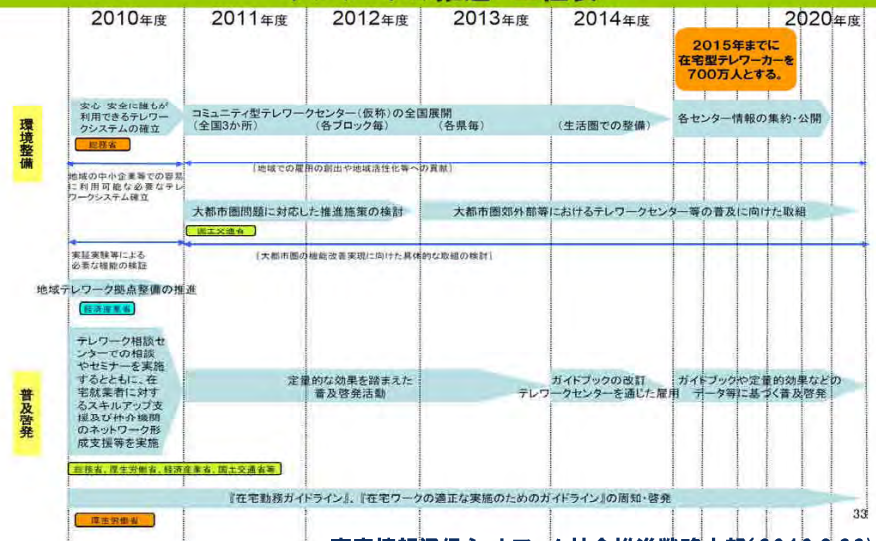 2010年度
2011年度
2012年度
2013年度
2014年度
2020年度
2015年までに
在宅型テレワーカーを
700万人とする。
環境整備
安心 安全に誰もが
利用できるテレワー
クシステムの確立
総務省
コミュニティ型テレワークセンター(仮称)の全国展開
(全国3か所)
(各ブロック毎)
(各県毎)
(生活圏での整備)
各センター情報の集約・公開
[地域での雇用の創出や地域活性化等への貢献]
地域の中小企業等での容易
に利用可能な必要なテレ
ワークシステム確立
大都市圏問題に対応した推進施策の検討
大都市圏郊外部等におけるテレワークセンター等の普及に向けた取組
国土交通省
[大都市圏の機能改善実現に向けた具体的な取組の検討]
実証実験等による
必要な機能の検証
地域テレワーク拠点整備の推進
経済産業省
普及啓発
テレワーク相談セ
ンターでの相談
やセミナーを実施
するとともに、在
宅就業者に対す
るスキルアップ支
援及び仲介機関
のネットワーク形
成支援等を実施
定量的な効果を踏まえた
普及啓発活動
ガイドブックの改訂
テレワークセンターを通じた雇用
ガイドブックや定量的効果などの
データ等に基づく普及啓発
総務省、厚生労働省、経済産業省、国土交通省等
『在宅勤務ガイドライン』、『在宅ワークの適正な実施のためのガイドライン』の周知・啓発
厚生労働省
33